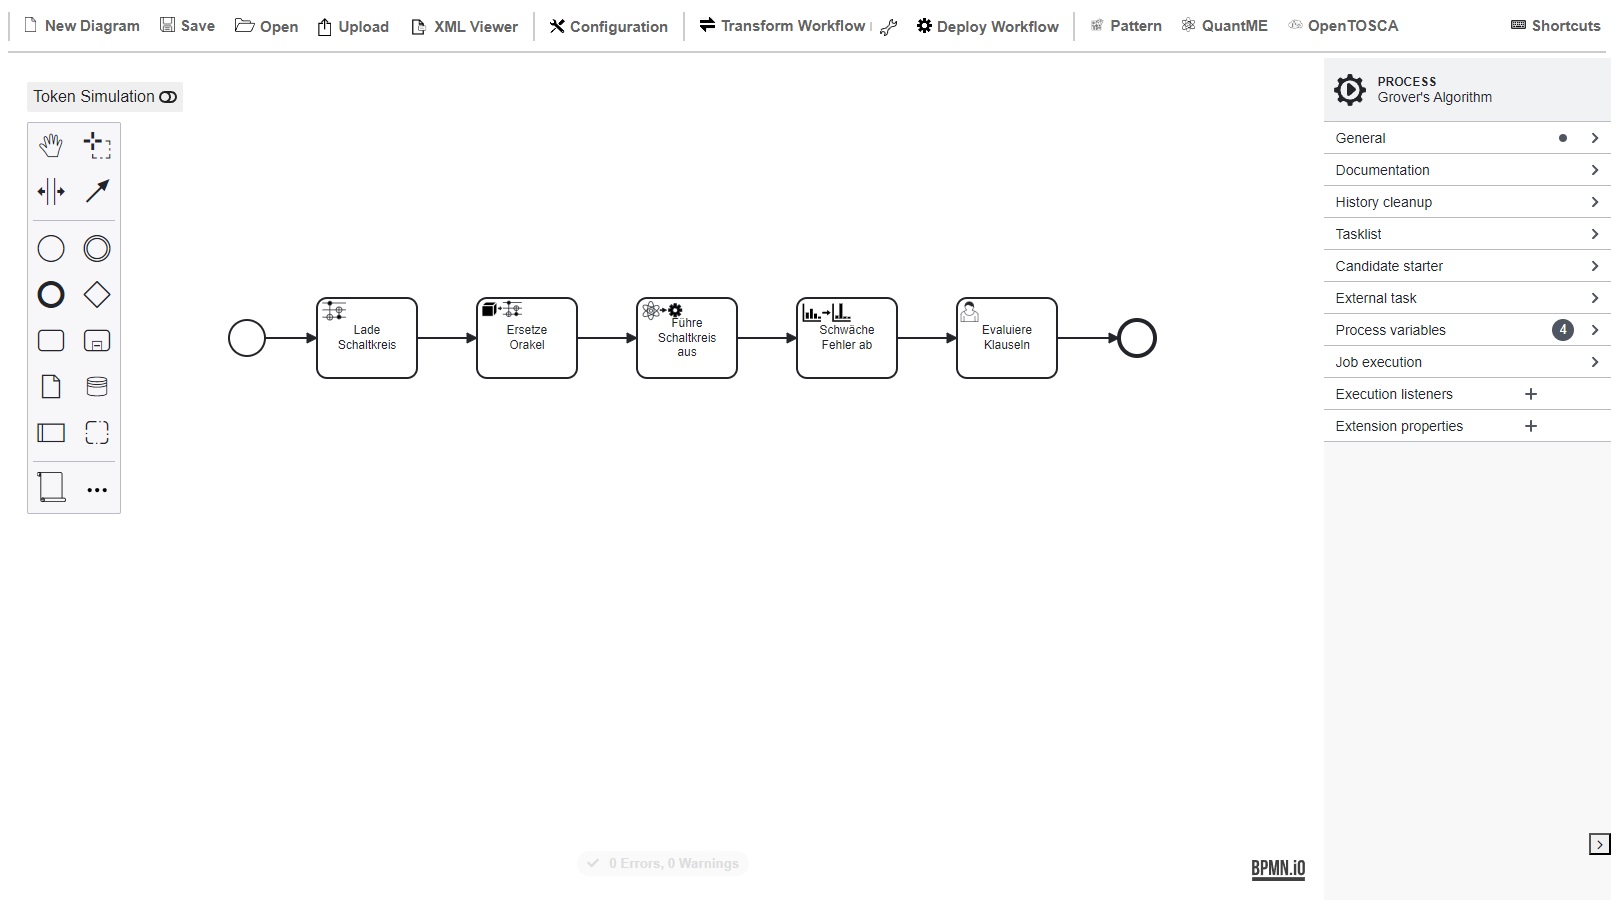 New Diagram Save Open Upload XML Viewer Configuration Transform Workflow Deploy Workflow Pattern QuantME OpenTOSCA Shortcuts
Token Simulation
Lade
Schaltkreis
Ersetze
Orakel
Führe
Schaltkreis
aus
Schwäche
Fehler ab
Evaluiere
Klauseln
PROCESS
Grover's Algorithm
General
Documentation
History cleanup
Tasklist
Candidate starter
External task
Process variables 4
Job execution
Execution listeners
Extension properties
0 Errors, 0 Warnings
BPMN.iO